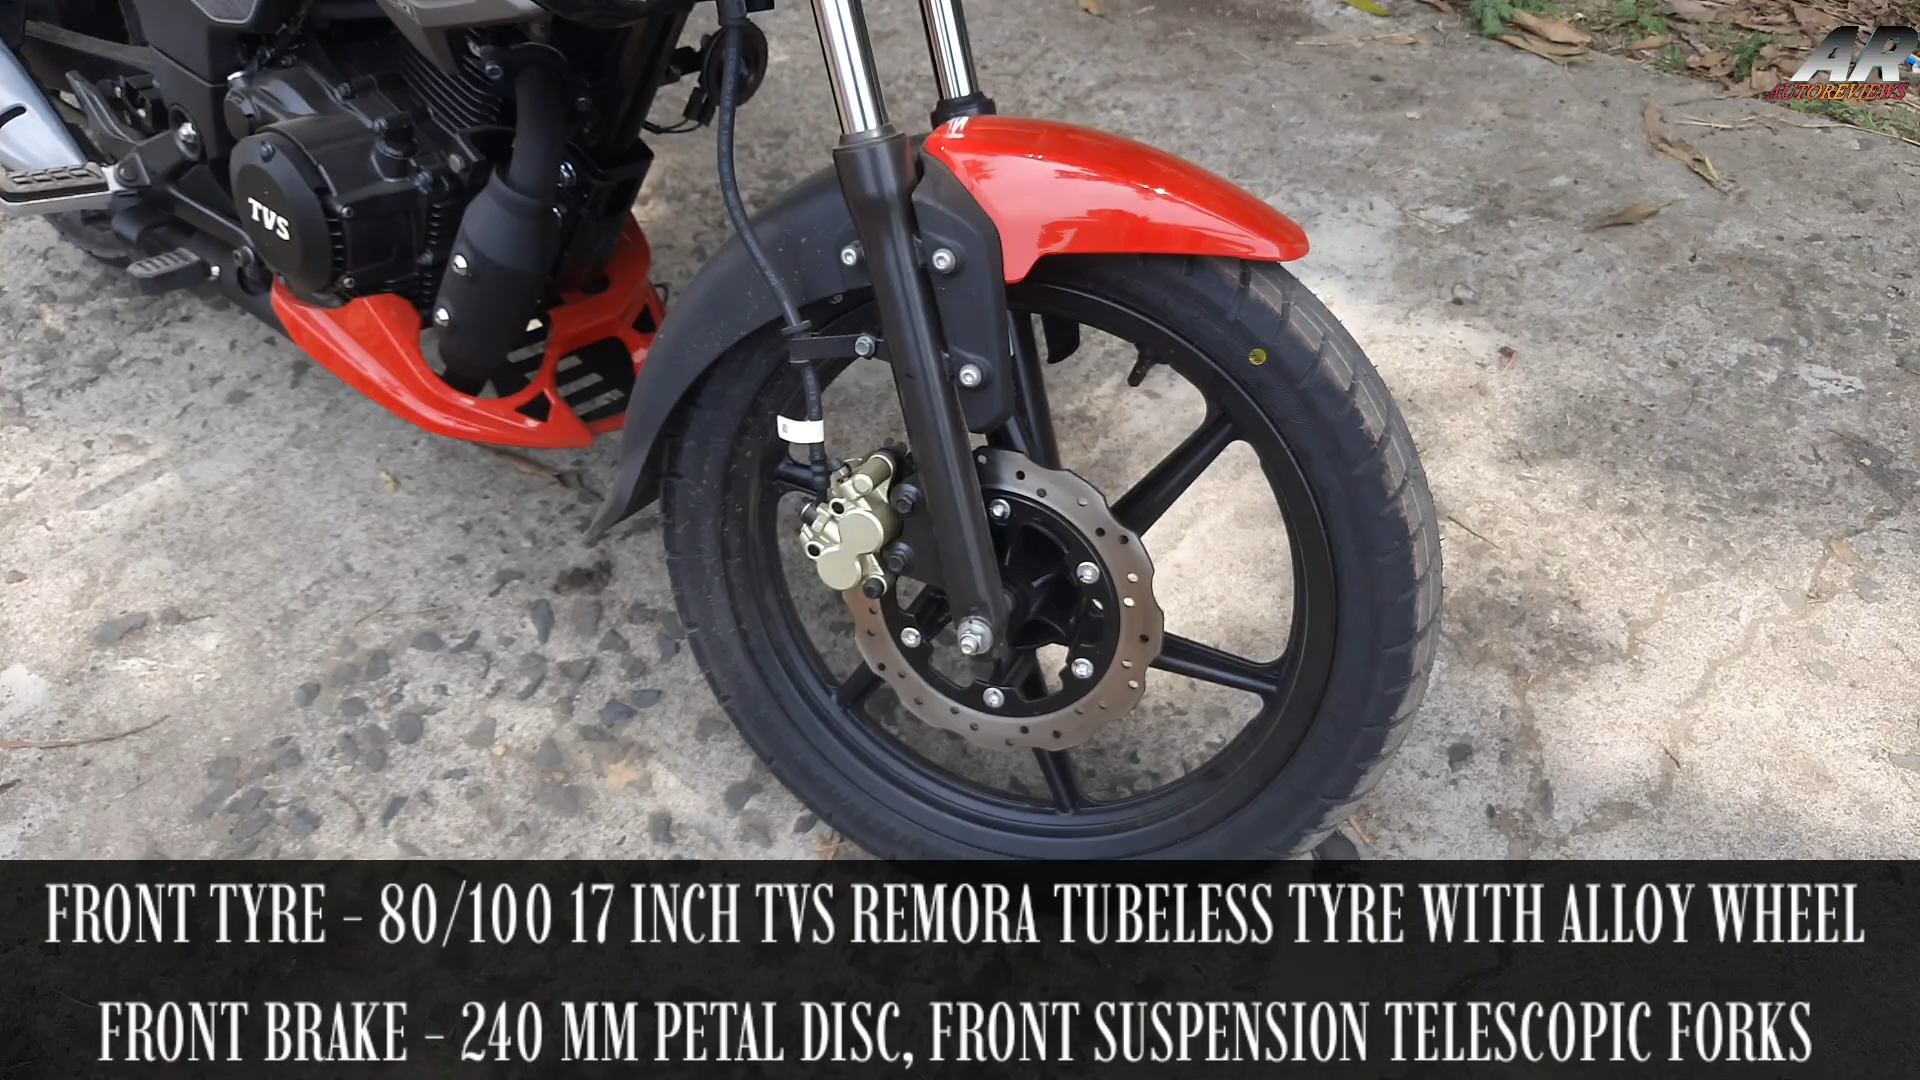 AR
AUTOREVIEWS
TVS
FRONT TYRE - 80/100 17 INCH TVS REMORA TUBELESS TYRE WITH ALLOY WHEEL
FRONT BRAKE - 240 MM PETAL DISC, FRONT SUSPENSION TELESCOPIC FORKS